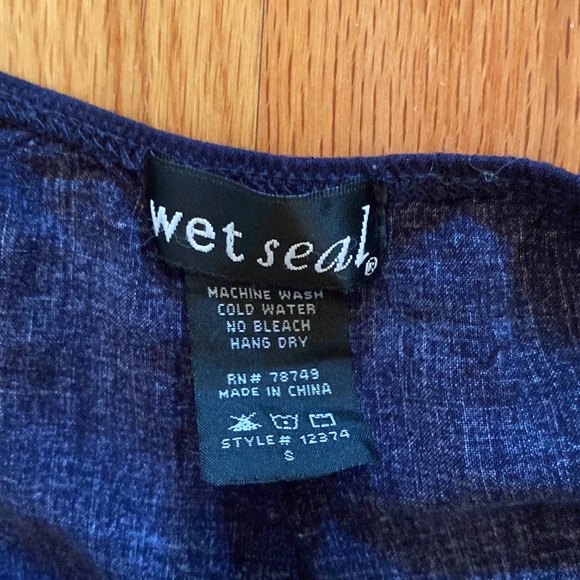 wet seal®
MACHINE WASH
COLD WATER
NO BLEACH
HANG DRY
RN# 78749
MADE IN CHINA
STYLE# 12374
S